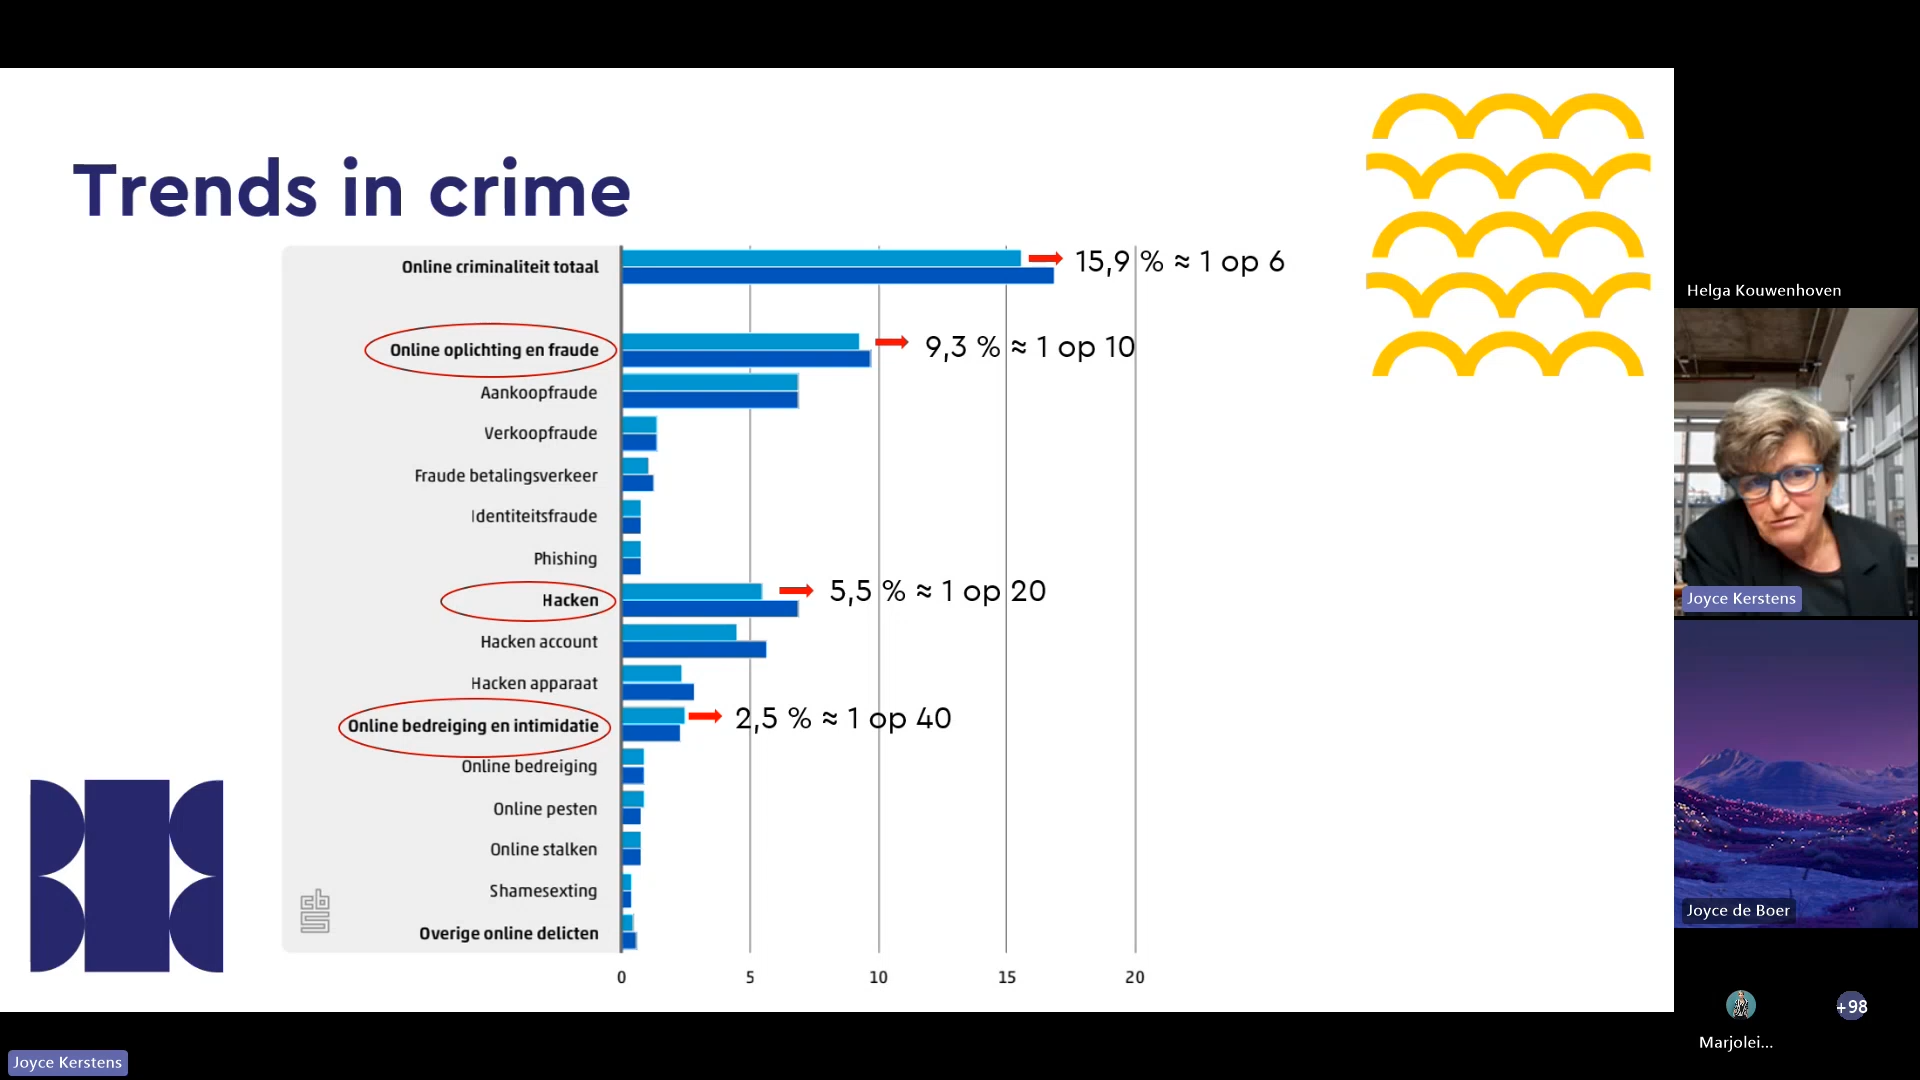 Trends in crime
Online criminaliteit totaal
15,9 % ≈ 1 op 6
Online oplichting en fraude
9,3 % ≈ 1 op 10
Aankoopfraude
Verkoopfraude
Fraude betalingsverkeer
Identiteitsfraude
Phishing
Hacken
5,5 % ≈ 1 op 20
Hacken account
Hacken apparaat
Online bedreiging en intimidatie
2,5 % ≈ 1 op 40
Online bedreiging
Online pesten
Online stalken
Shamesexting
Overige online delicten
cbs
0 5 10 15 20
Helga Kouwenhoven
Joyce Kerstens
Joyce de Boer
Marjolei...
+98
Joyce Kerstens